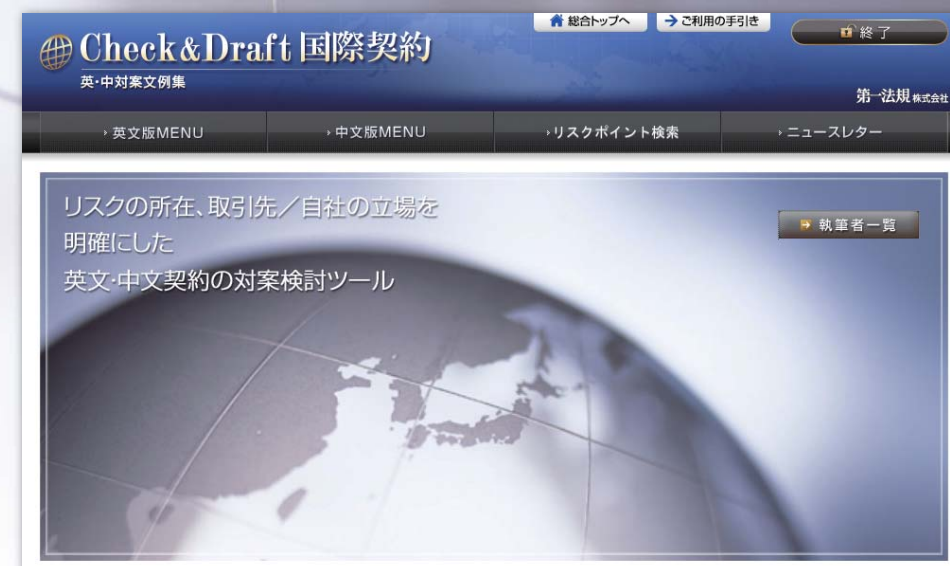 総合トップへ
ご利用の手引き
終了
Check&Draft 国際契約
英・中対案文例集
第一法規 株式会社
英文版MENU
中文版MENU
リスクポイント検索
ニュースレター
リスクの所在、取引先／自社の立場を
明確にした
英文・中文契約の対案検討ツール
執筆者一覧